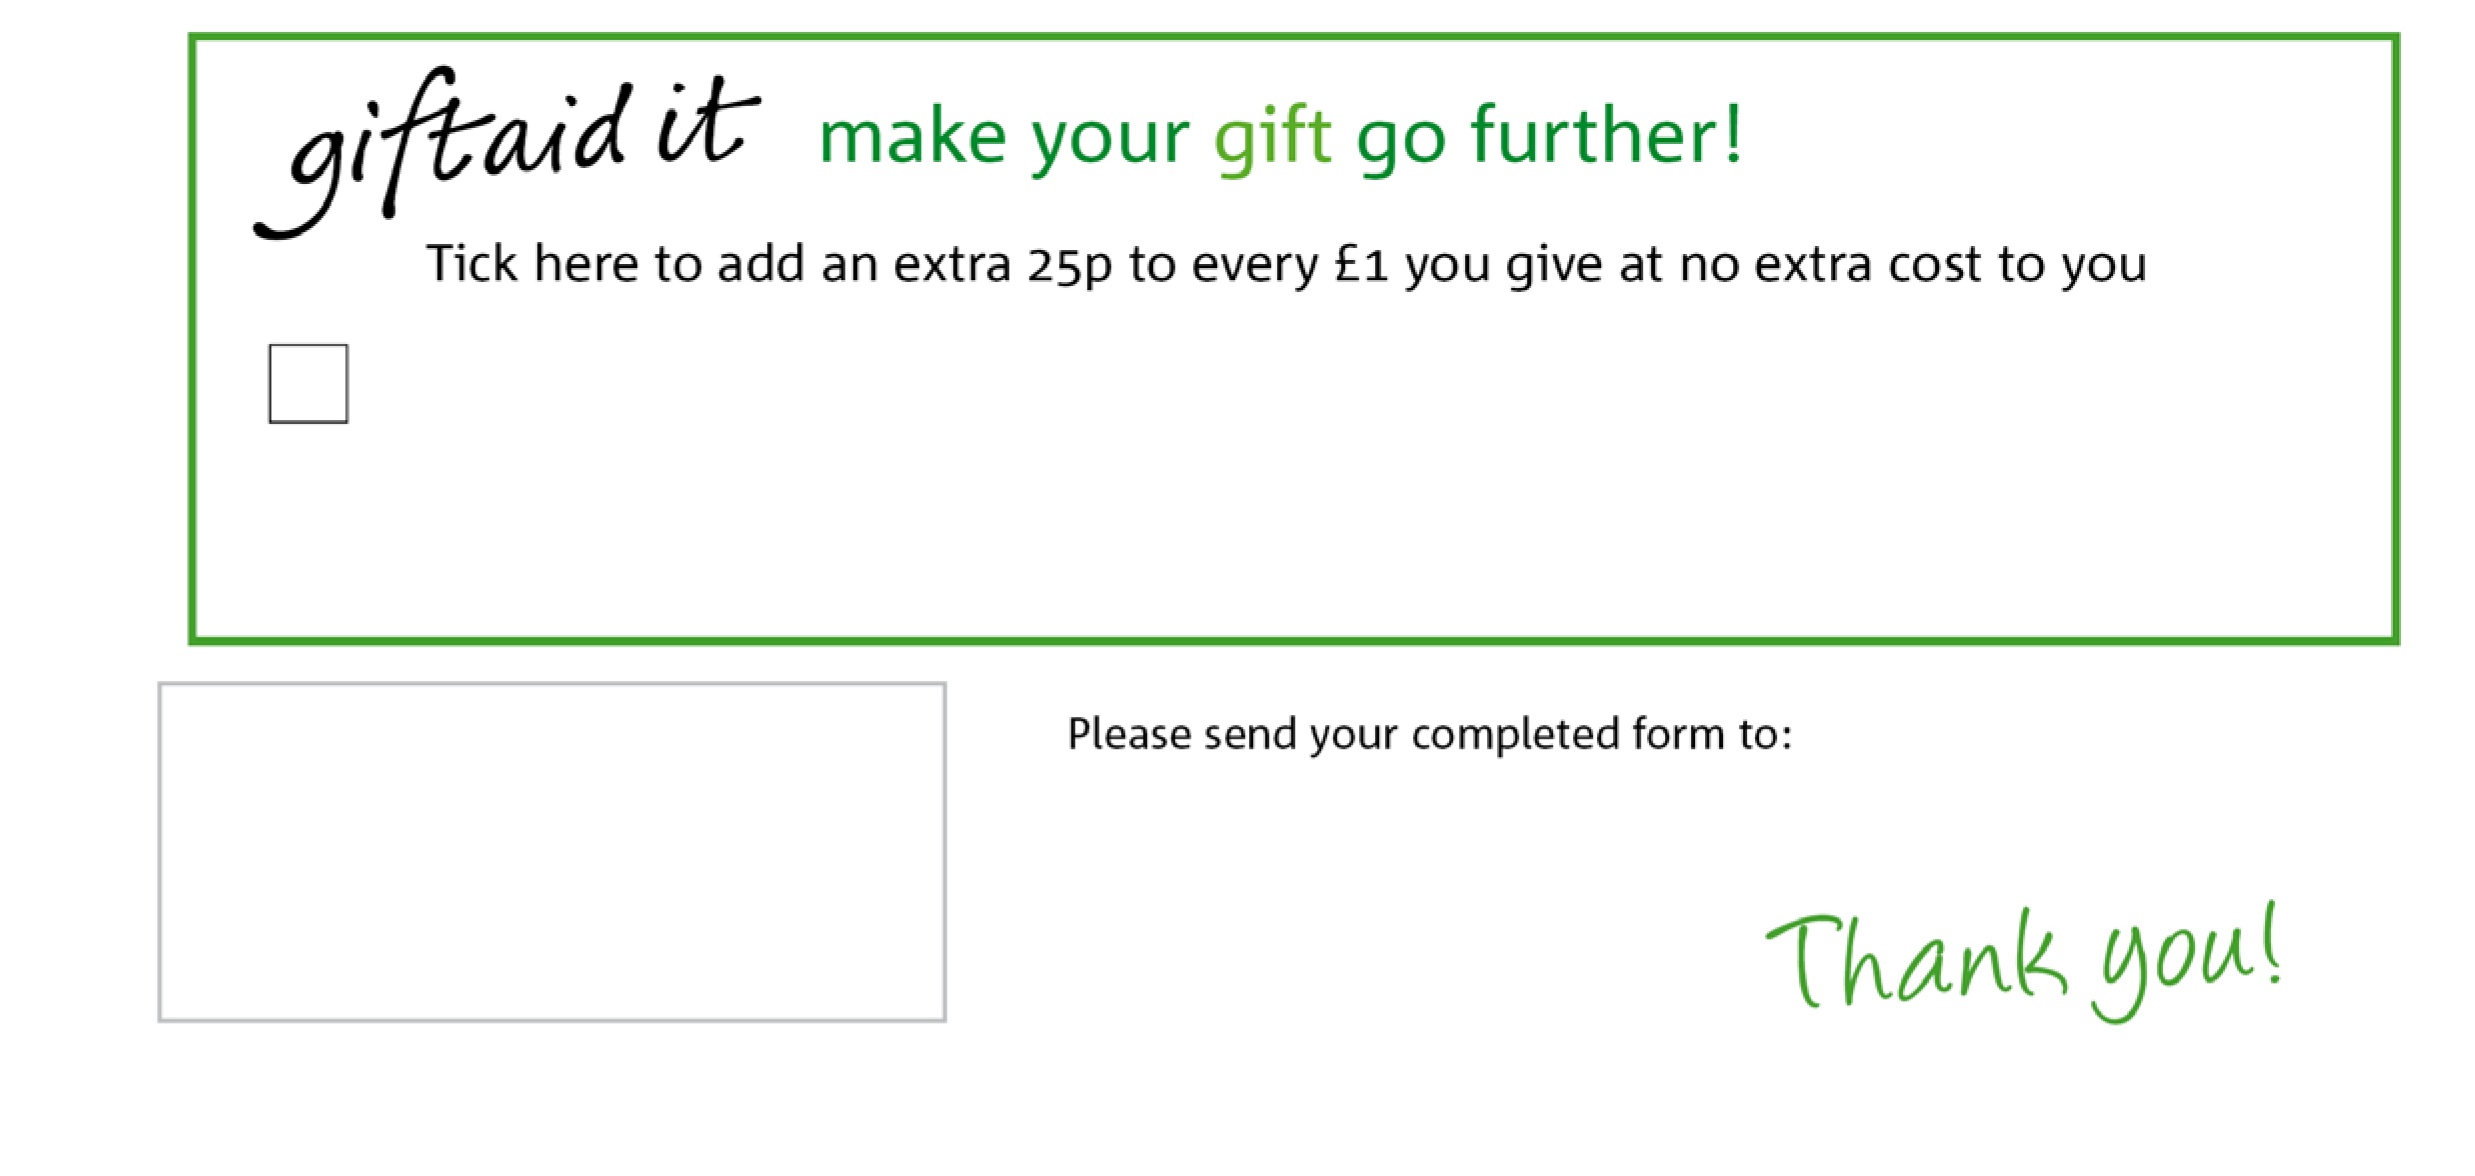 giftaid it make your gift go further!
Tick here to add an extra 25p to every £1 you give at no extra cost to you
Please send your completed form to:
Thank you!